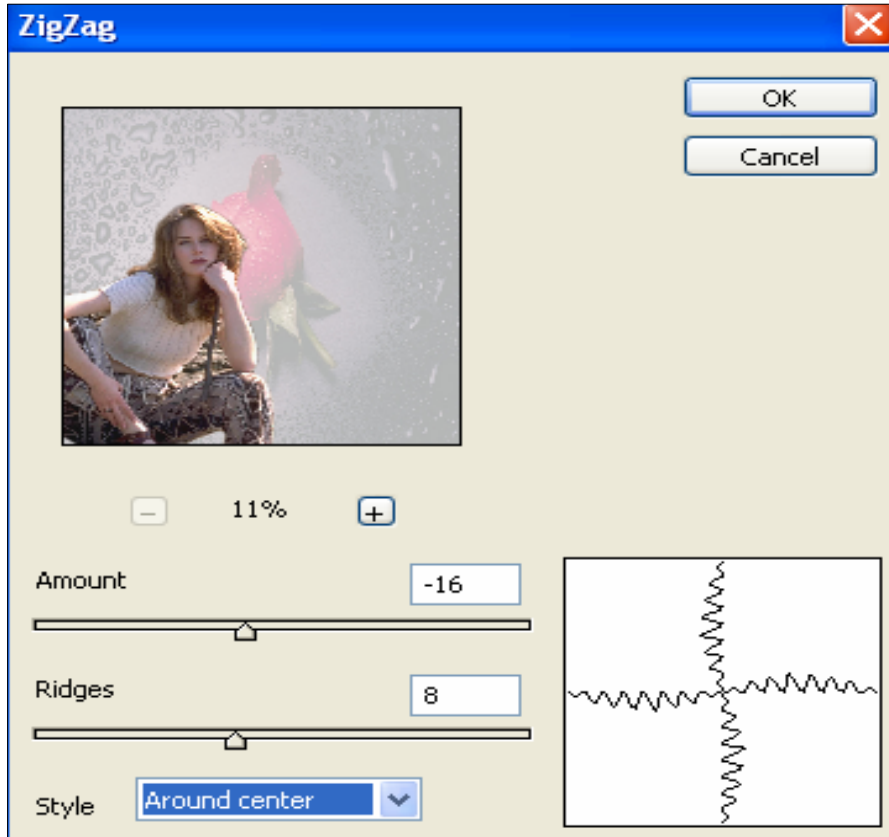 ZigZag
OK
Cancel
11%
Amount -16
Ridges 8
Style Around center